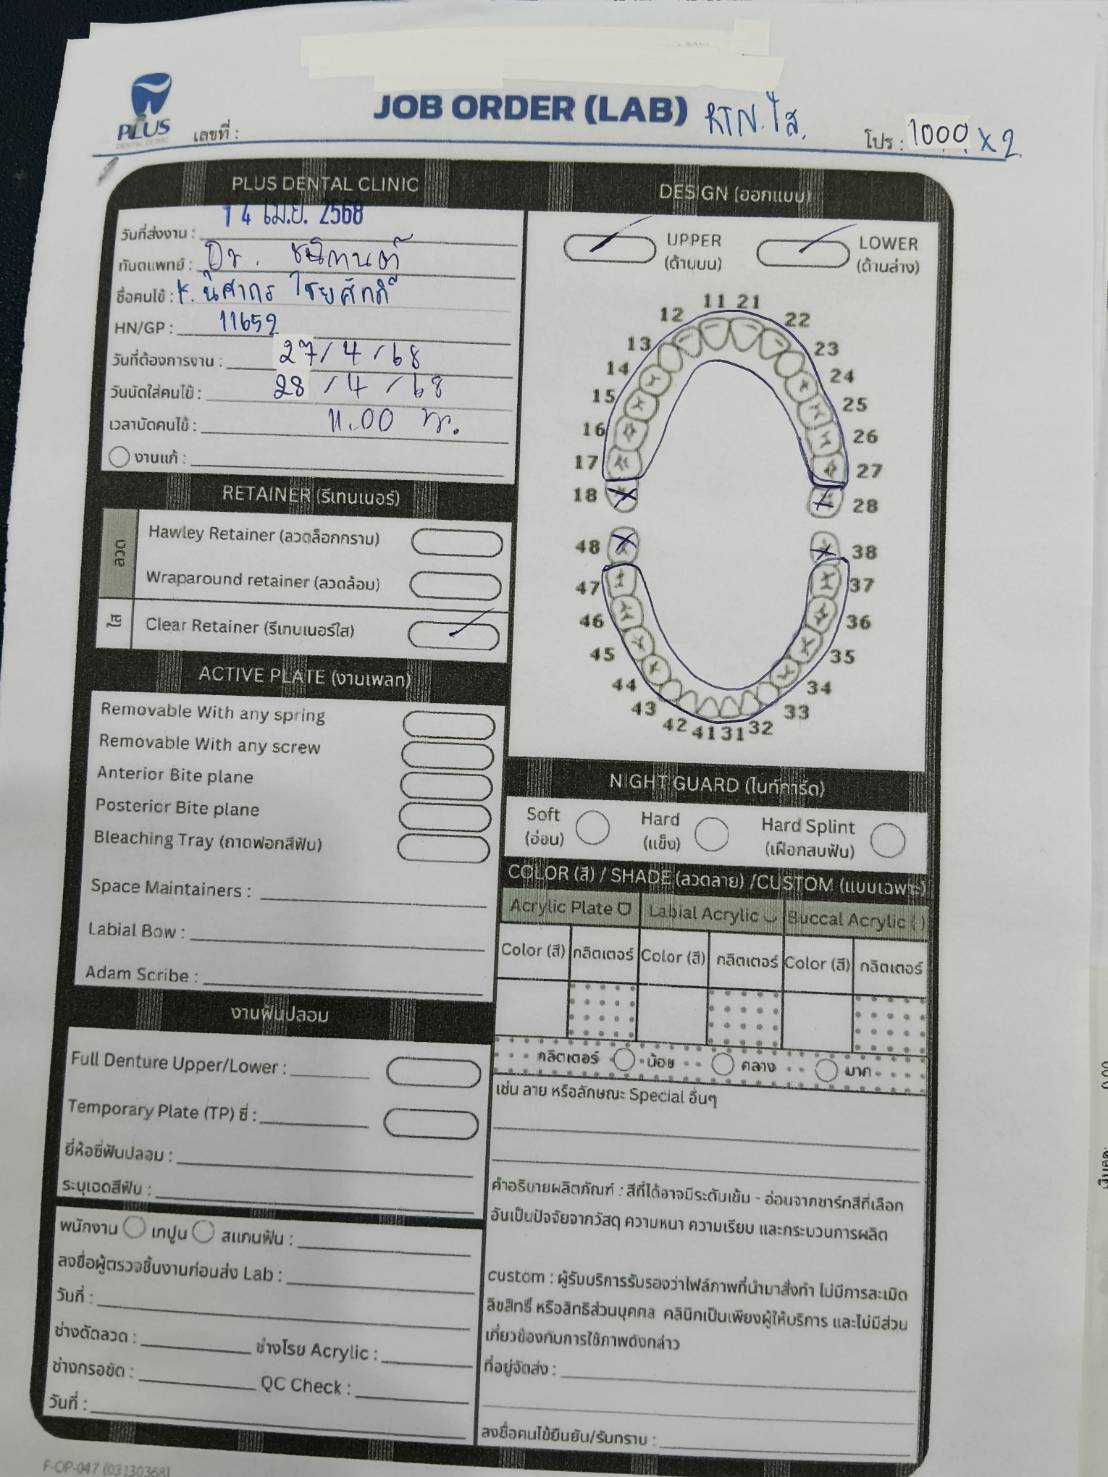 JOB ORDER (LAB) RTN. ใส.
PLUS
DENTAL CLINIC
เลขที่ :
โปร : 1000 x 2
PLUS DENTAL CLINIC
วันที่ส่งงาน : 14 เม.ย. 2568
ทันตแพทย์ : Dr.
ชื่อคนไข้ : K.
HN/GP : 11652
วันที่ต้องการงาน : 27/4/68
วันนัดใส่คนไข้ : 28/4/68
เวลานัดคนไข้ : 11.00 น.
งานแก้ :
DESIGN (ออกแบบ)
UPPER
(ด้านบน)
LOWER
(ด้านล่าง)
11 21
12 22
13 23
14 24
15 25
16 26
17 27
18 28
48 38
47 37
46 36
45 35
44 34
43 33
42 41 31 32
RETAINER (รีเทนเนอร์)
ลวด
Hawley Retainer (ลวดล็อกกราม)
Wraparound retainer (ลวดล้อม)
ใส
Clear Retainer (รีเทนเนอร์ใส)
ACTIVE PLATE (งานเพลท)
Removable With any spring
Removable With any screw
Anterior Bite plane
Posterior Bite plane
Bleaching Tray (ถาดฟอกสีฟัน)
Space Maintainers :
Labial Bow :
Adam Scribe :
NIGHT GUARD (ไนท์การ์ด)
Soft
(อ่อน)
Hard
(แข็ง)
Hard Splint
(เฝือกสบฟัน)
COLOR (สี) / SHADE (ลวดลาย) /CUSTOM (แบบเฉพาะ)
Acrylic Plate Labial Acrylic Buccal Acrylic ( )
Color (สี) กลิตเตอร์ Color (สี) กลิตเตอร์ Color (สี) กลิตเตอร์
กลิตเตอร์ น้อย กลาง มาก
เช่น ลาย หรือลักษณะ Special อื่นๆ
งานฟันปลอม
Full Denture Upper/Lower :
Temporary Plate (TP) ซี่ :
ยี่ห้อซี่ฟันปลอม :
ระบุเฉดสีฟัน :
คำอธิบายผลิตภัณฑ์ : สีที่ได้อาจมีระดับเข้ม - อ่อนจากชาร์ทสีที่เลือก
อันเป็นปัจจัยจากวัสดุ ความหนา ความเรียบ และกระบวนการผลิต
พนักงาน เทปูน สแกนฟัน :
ลงชื่อผู้ตรวจชิ้นงานก่อนส่ง Lab :
วันที่ :
ช่างดัดลวด : ช่างโรย Acrylic :
ช่างกรอขัด : QC Check :
วันที่ :
custom : ผู้รับบริการรับรองว่าไฟล์ภาพที่นำมาสั่งทำ ไม่มีการละเมิด
ลิขสิทธิ์ หรือสิทธิส่วนบุคคล คลินิกเป็นเพียงผู้ให้บริการ และไม่มีส่วน
เกี่ยวข้องกับการใช้ภาพดังกล่าว
ที่อยู่จัดส่ง :
ลงชื่อคนไข้ยืนยัน/รับทราบ :
F-OP-047 (03130368)